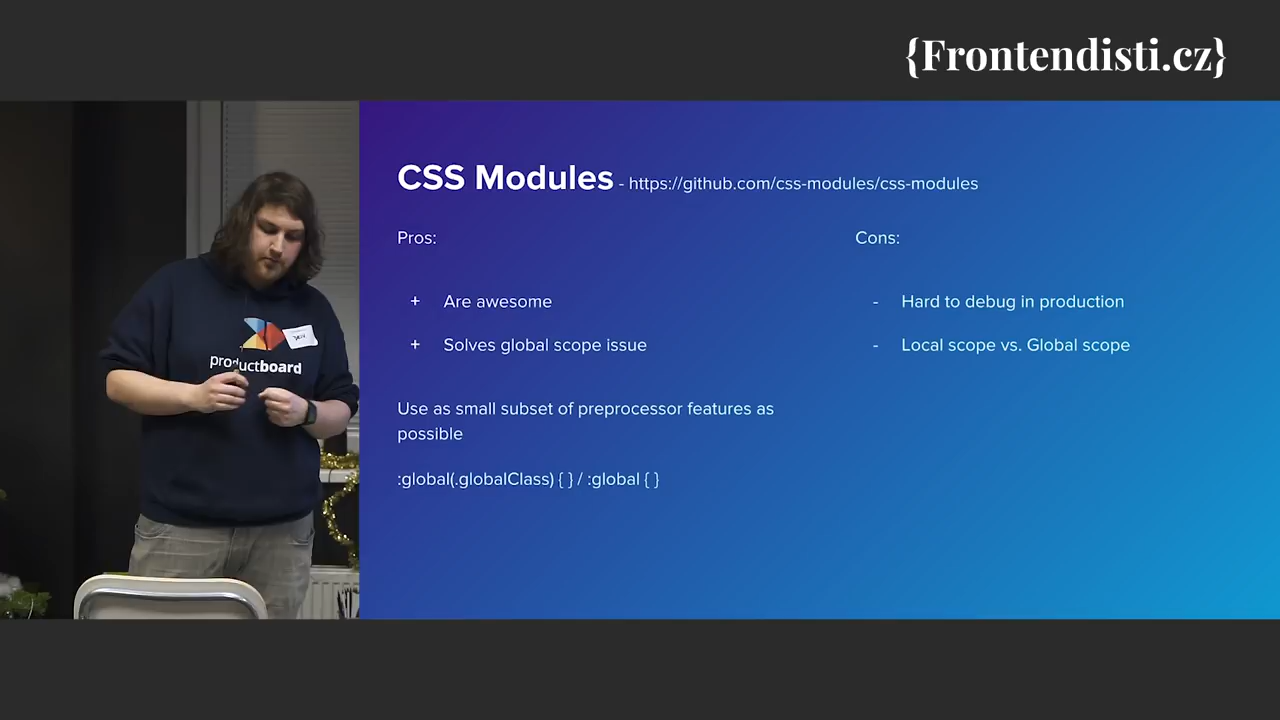 {Frontendisti.cz}
CSS Modules - https://github.com/css-modules/css-modules
Pros:
+ Are awesome
+ Solves global scope issue
Use as small subset of preprocessor features as
possible
:global(.globalClass) { } / :global { }
Cons:
- Hard to debug in production
- Local scope vs. Global scope
productboard